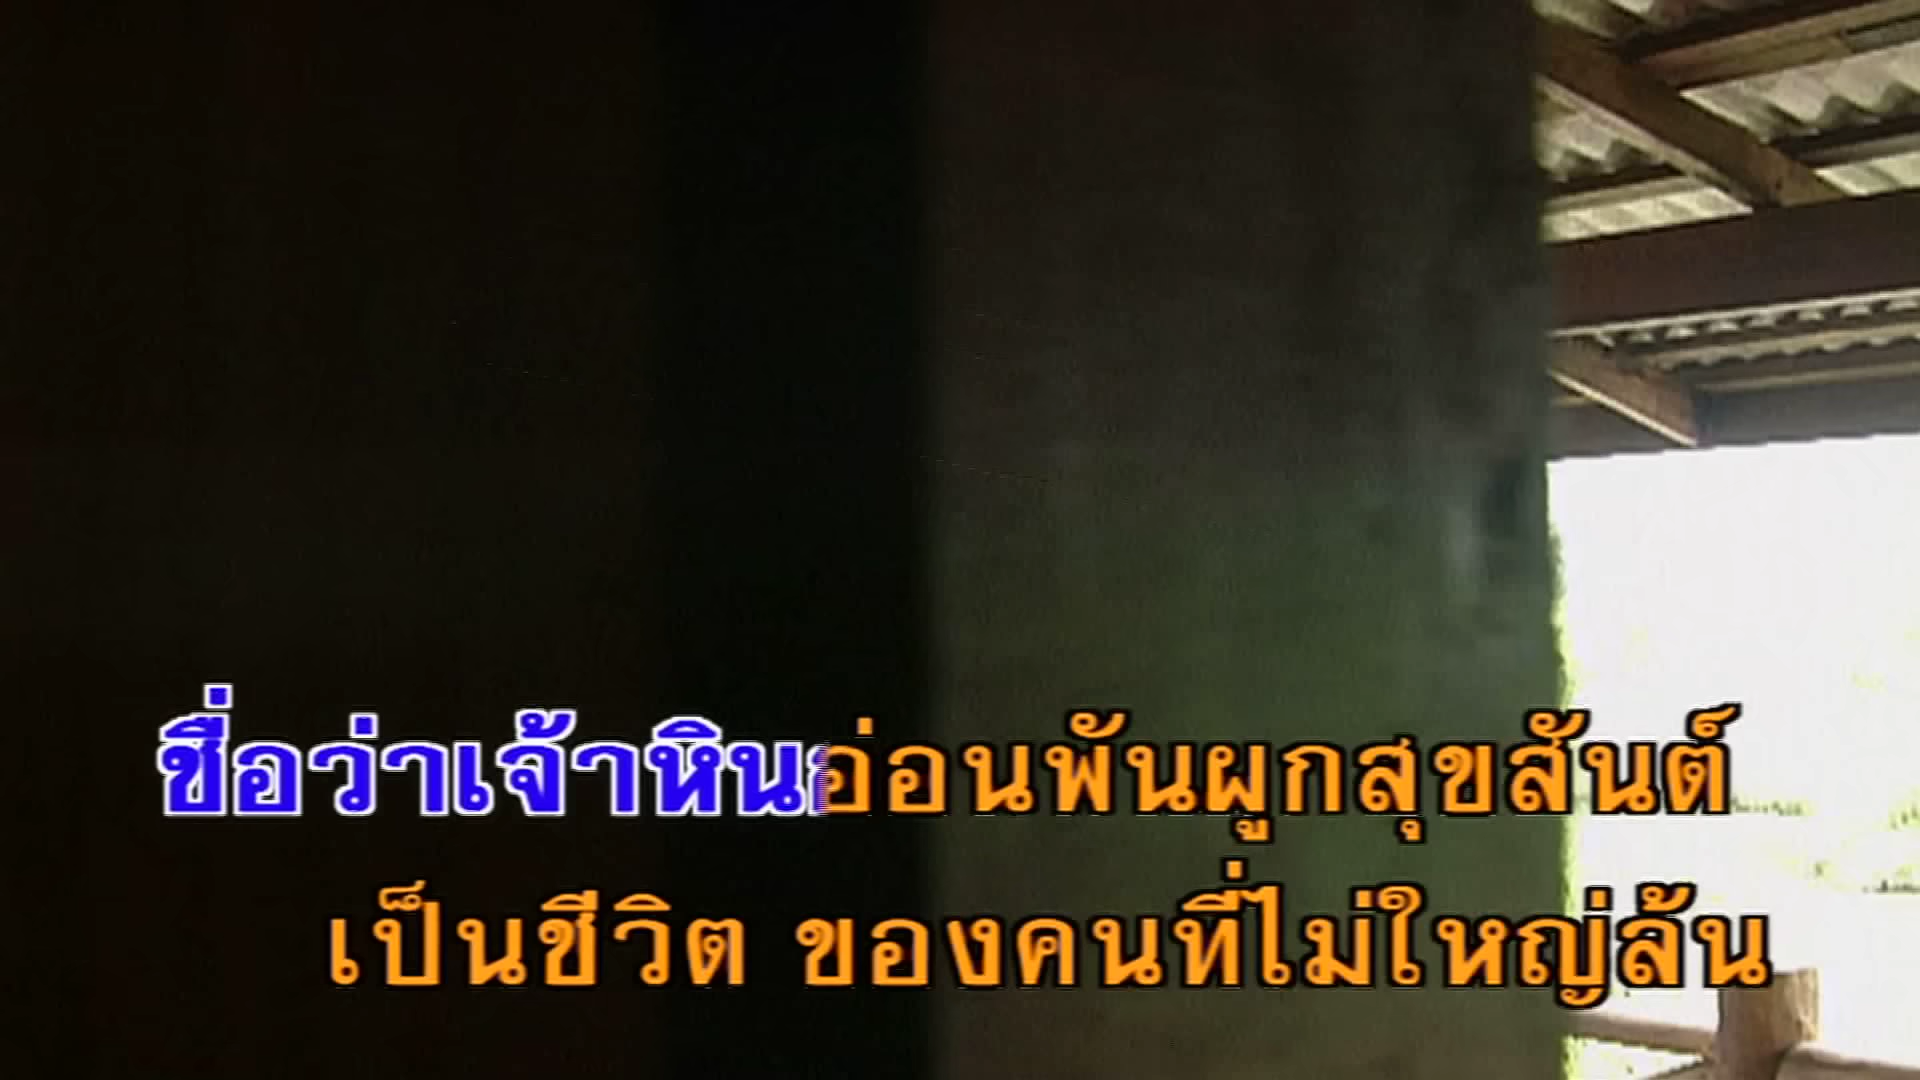 ชื่อว่าเจ้าหินอ่อนพันผูกสุขสันต์
เป็นชีวิต ของคนที่ไม่ใหญ่ล้น